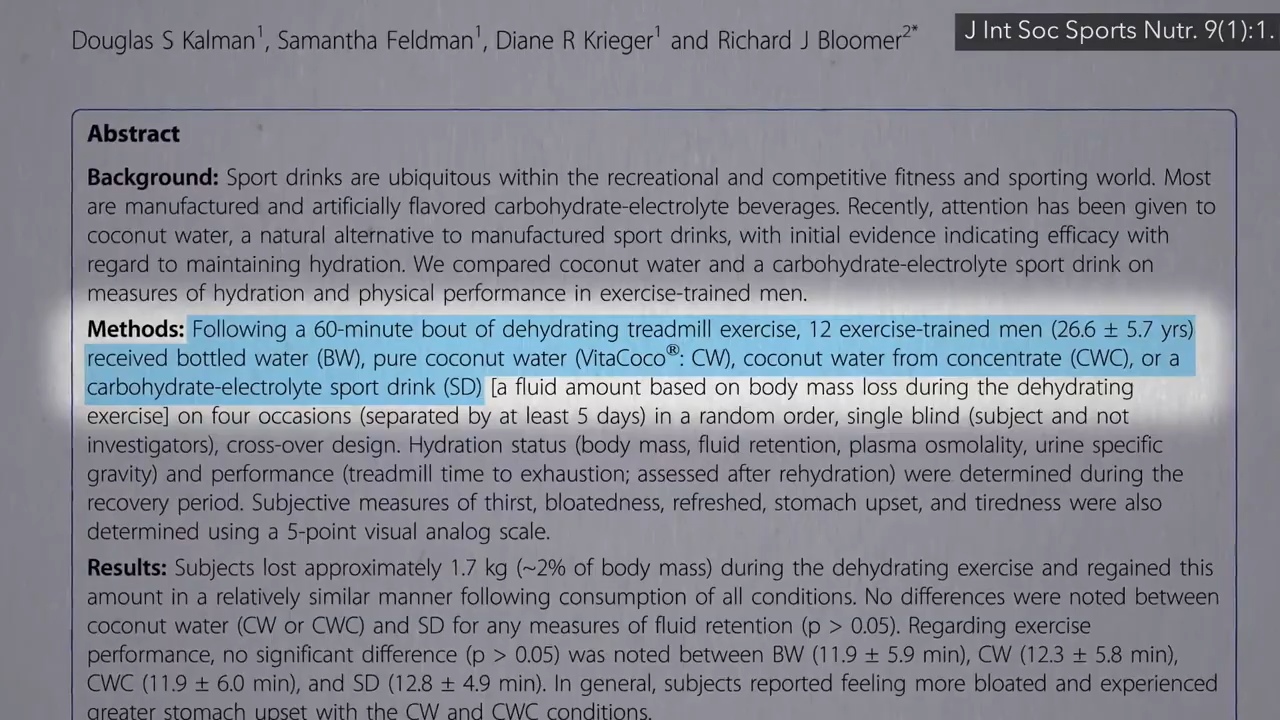 Douglas S Kalman¹, Samantha Feldman¹, Diane R Krieger¹ and Richard J Bloomer²*
J Int Soc Sports Nutr. 9(1):1.
Abstract
Background: Sport drinks are ubiquitous within the recreational and competitive fitness and sporting world. Most
are manufactured and artificially flavored carbohydrate-electrolyte beverages. Recently, attention has been given to
coconut water, a natural alternative to manufactured sport drinks, with initial evidence indicating efficacy with
regard to maintaining hydration. We compared coconut water and a carbohydrate-electrolyte sport drink on
measures of hydration and physical performance in exercise-trained men.
Methods: Following a 60-minute bout of dehydrating treadmill exercise, 12 exercise-trained men (26.6 ± 5.7 yrs)
received bottled water (BW), pure coconut water (VitaCoco®: CW), coconut water from concentrate (CWC), or a
carbohydrate-electrolyte sport drink (SD) [a fluid amount based on body mass loss during the dehydrating
exercise] on four occasions (separated by at least 5 days) in a random order, single blind (subject and not
investigators), cross-over design. Hydration status (body mass, fluid retention, plasma osmolality, urine specific
gravity) and performance (treadmill time to exhaustion; assessed after rehydration) were determined during the
recovery period. Subjective measures of thirst, bloatedness, refreshed, stomach upset, and tiredness were also
determined using a 5-point visual analog scale.
Results: Subjects lost approximately 1.7 kg (~2% of body mass) during the dehydrating exercise and regained this
amount in a relatively similar manner following consumption of all conditions. No differences were noted between
coconut water (CW or CWC) and SD for any measures of fluid retention (p > 0.05). Regarding exercise
performance, no significant difference (p > 0.05) was noted between BW (11.9 ± 5.9 min), CW (12.3 ± 5.8 min),
CWC (11.9 ± 6.0 min), and SD (12.8 ± 4.9 min). In general, subjects reported feeling more bloated and experienced
greater stomach upset with the CW and CWC conditions.